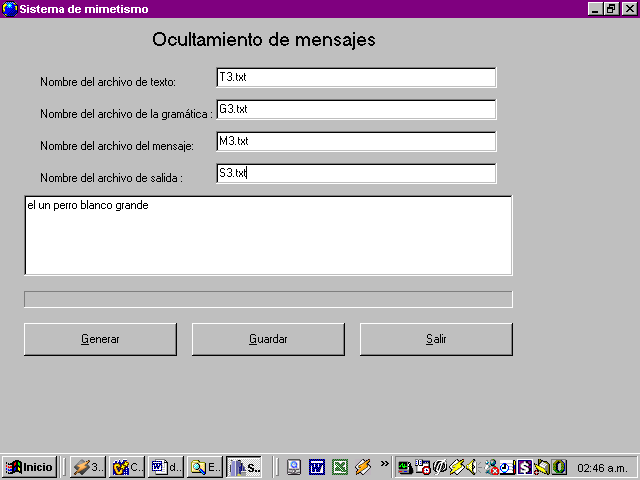 Sistema de mimetismo
Ocultamiento de mensajes
Nombre del archivo de texto: T3.txt
Nombre del archivo de la gramática : G3.txt
Nombre del archivo del mensaje: M3.txt
Nombre del archivo de salida : S3.txt
el un perro blanco grande
Generar Guardar Salir
Inicio 3.. C.. d.. E.. S.. » 02:46 a.m.